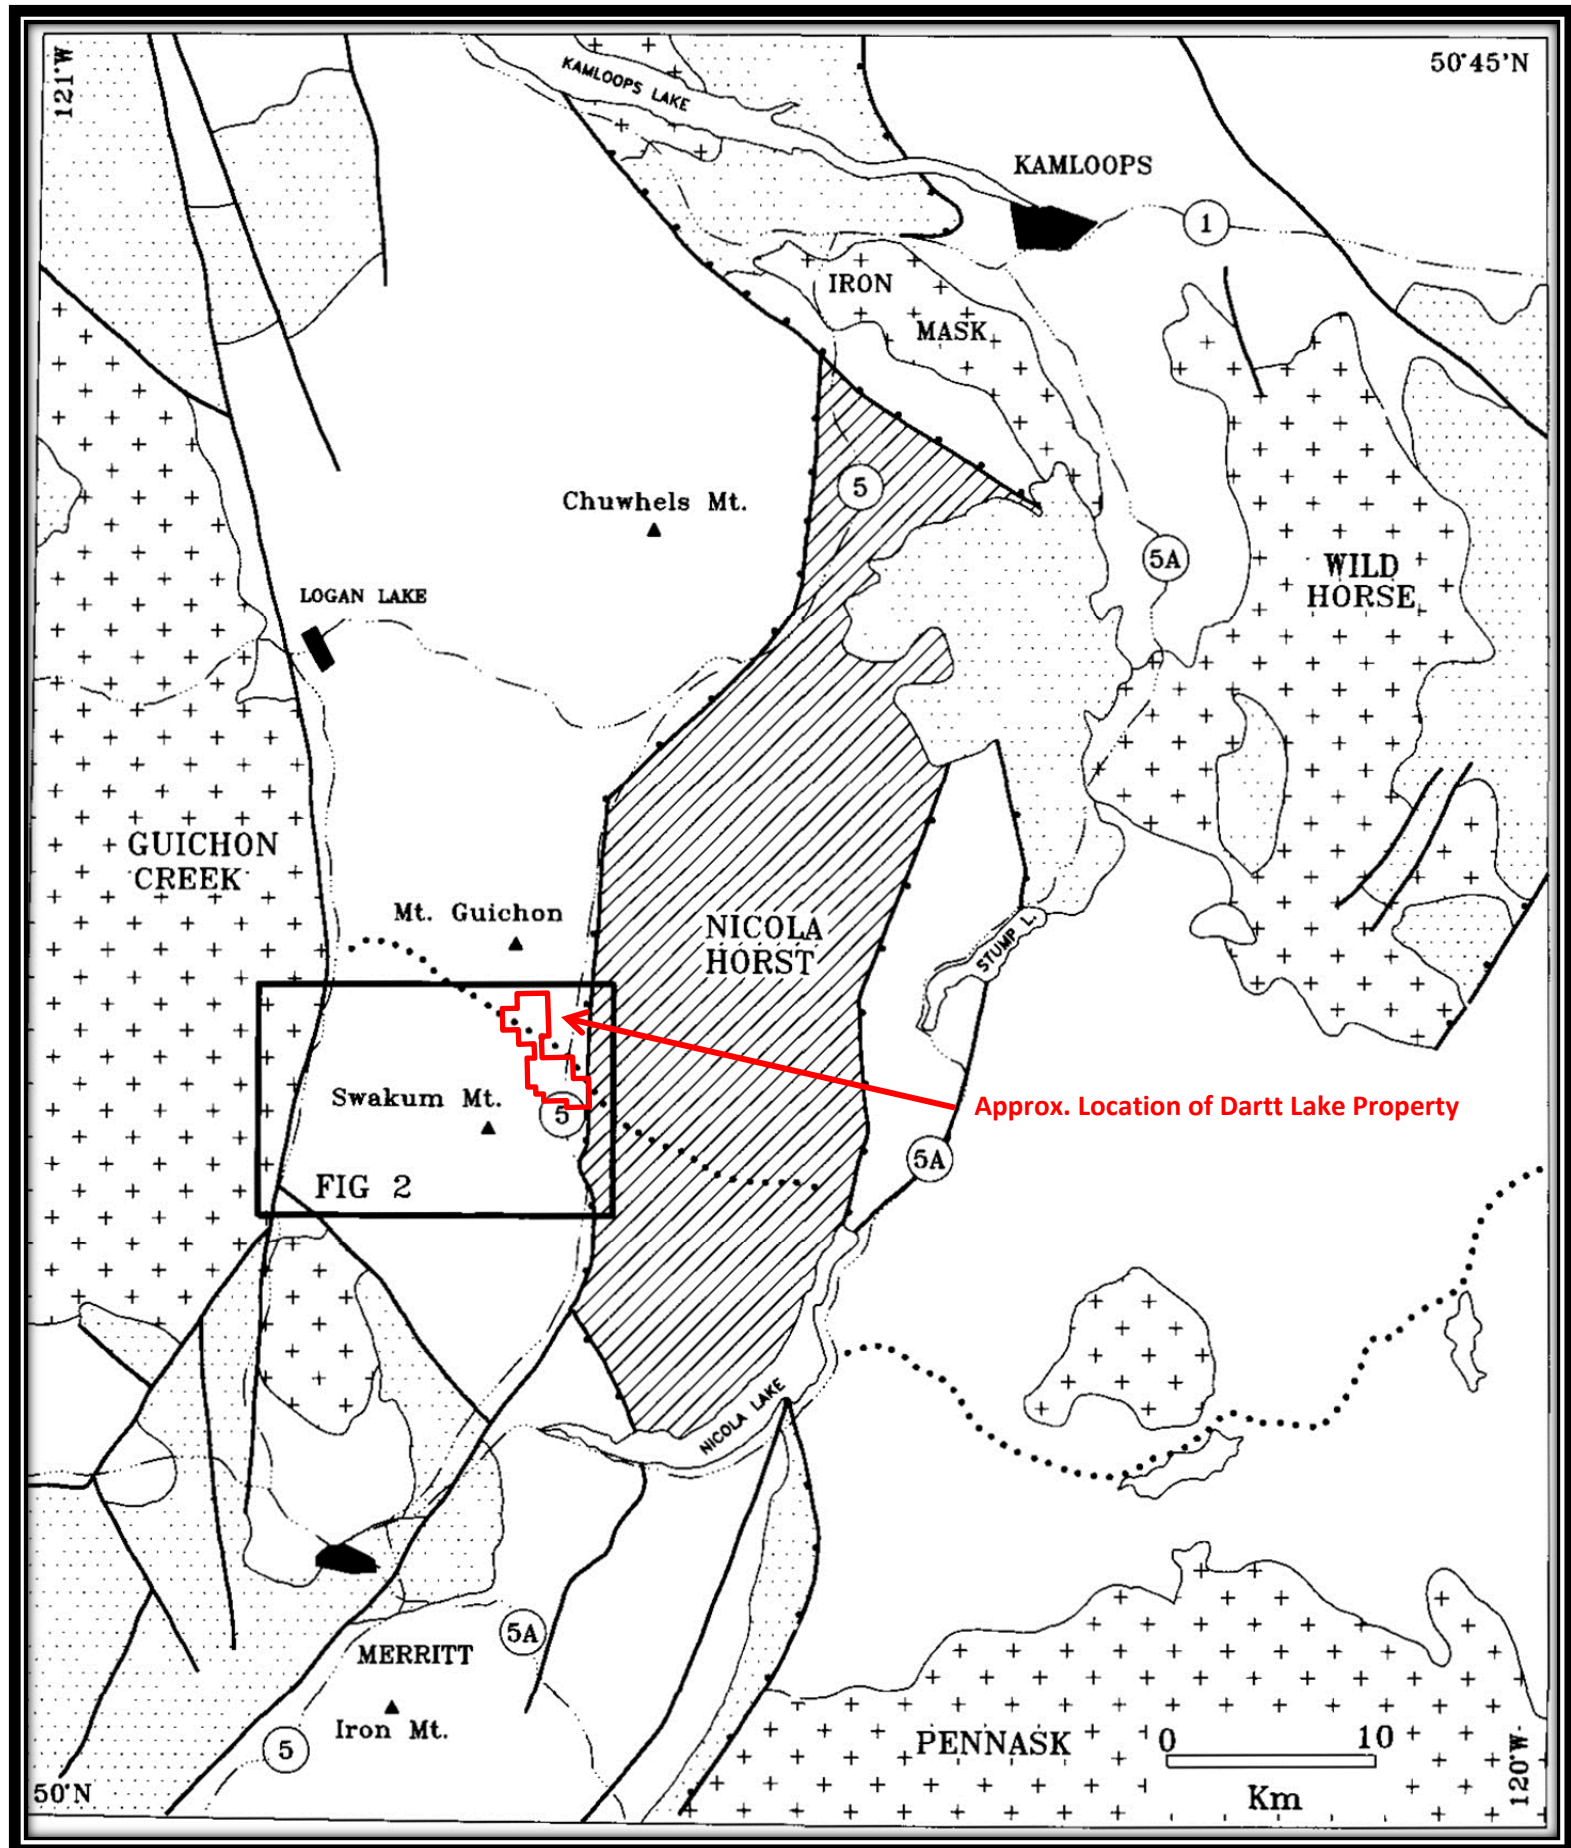 121°W
50°45'N
KAMLOOPS LAKE
KAMLOOPS
1
IRON
MASK
5
Chuwhels Mt.
5A
WILD
HORSE
LOGAN LAKE
GUICHON
CREEK
Mt. Guichon
NICOLA
HORST
STUMP L.
Swakum Mt.
5
Approx. Location of Dartt Lake Property
5A
FIG 2
NICOLA LAKE
5A
MERRITT
Iron Mt.
5
PENNASK
0 10
Km
50°N
120°W